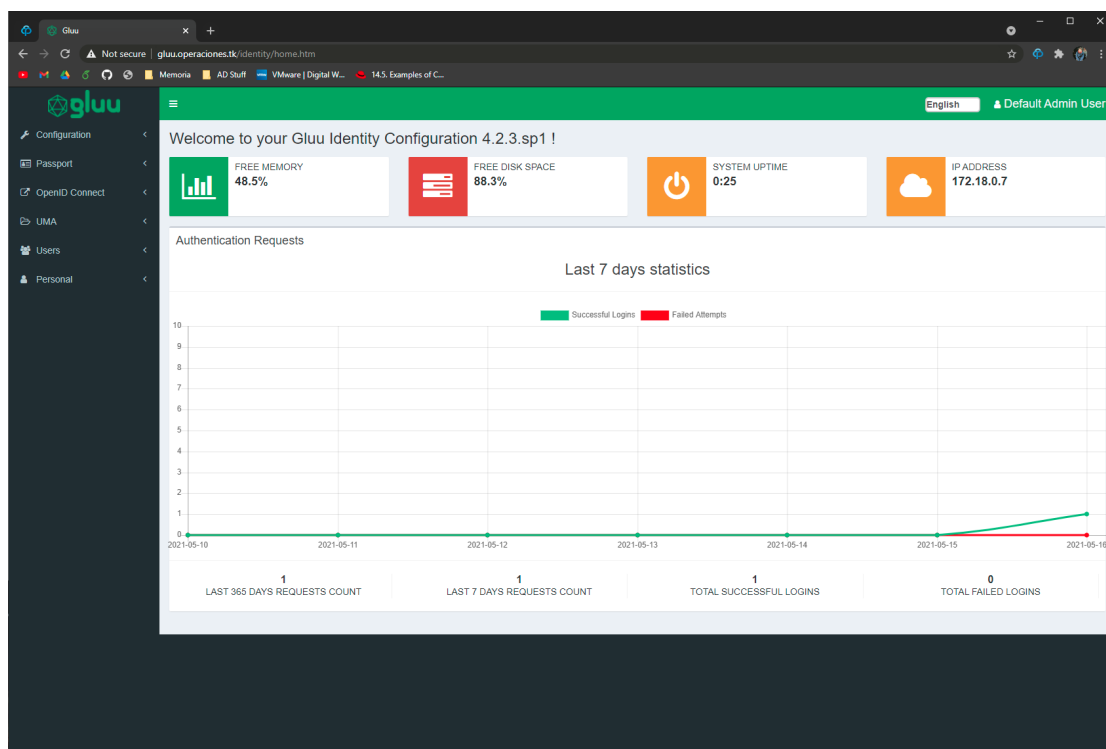 Gluu
Not secure | gluu.operaciones.tk/identity/home.htm
Memoria AD Stuff VMware | Digital W... 14.5. Examples of C...
gluu
English Default Admin User
Configuration
Passport
OpenID Connect
UMA
Users
Personal
Welcome to your Gluu Identity Configuration 4.2.3.sp1 !
FREE MEMORY
48.5%
FREE DISK SPACE
88.3%
SYSTEM UPTIME
0:25
IP ADDRESS
172.18.0.7
Authentication Requests
Last 7 days statistics
Successful Logins Failed Attempts
10
9
8
7
6
5
4
3
2
1
0
2021-05-10 2021-05-11 2021-05-12 2021-05-13 2021-05-14 2021-05-15 2021-05-16
1
LAST 365 DAYS REQUESTS COUNT
1
LAST 7 DAYS REQUESTS COUNT
1
TOTAL SUCCESSFUL LOGINS
0
TOTAL FAILED LOGINS